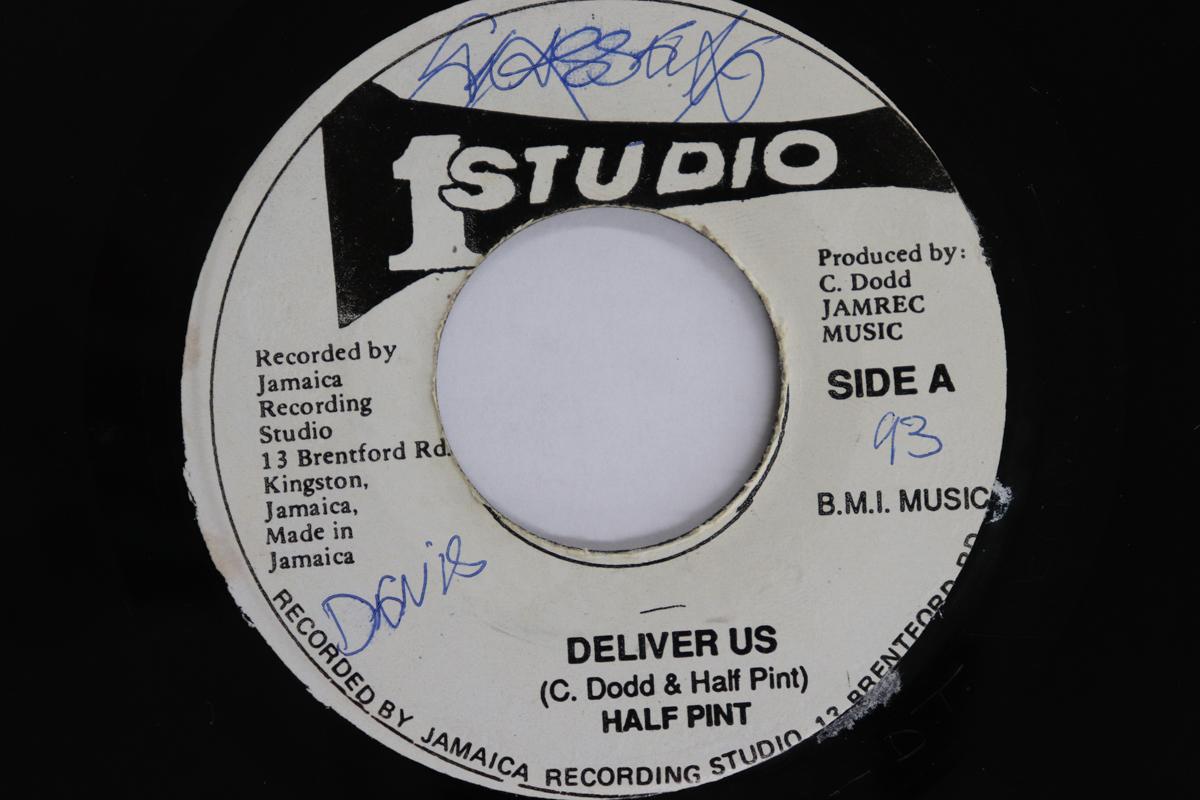 1 STUDIO
Produced by:
C. Dodd
JAMREC
MUSIC
SIDE A
93
B.M.I. MUSIC
Recorded by
Jamaica
Recording
Studio
13 Brentford Rd.
Kingston,
Jamaica,
Made in
Jamaica
DELIVER US
(C. Dodd & Half Pint)
HALF PINT
RECORDED BY JAMAICA RECORDING STUDIO 13 BRENTFORD RD